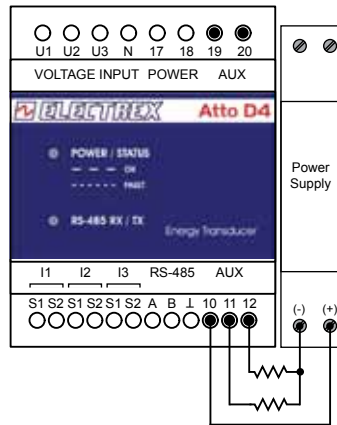 U1 U2 U3 N 17 18 19 20
VOLTAGE INPUT POWER AUX
ELECTREX Atto D4
POWER / STATUS
OK
FAULT
RS-485 RX / TX
Energy Transducer
Power
Supply
I1 I2 I3 RS-485 AUX
S1 S2 S1 S2 S1 S2 A B ⊥ 10 11 12
(-) (+)